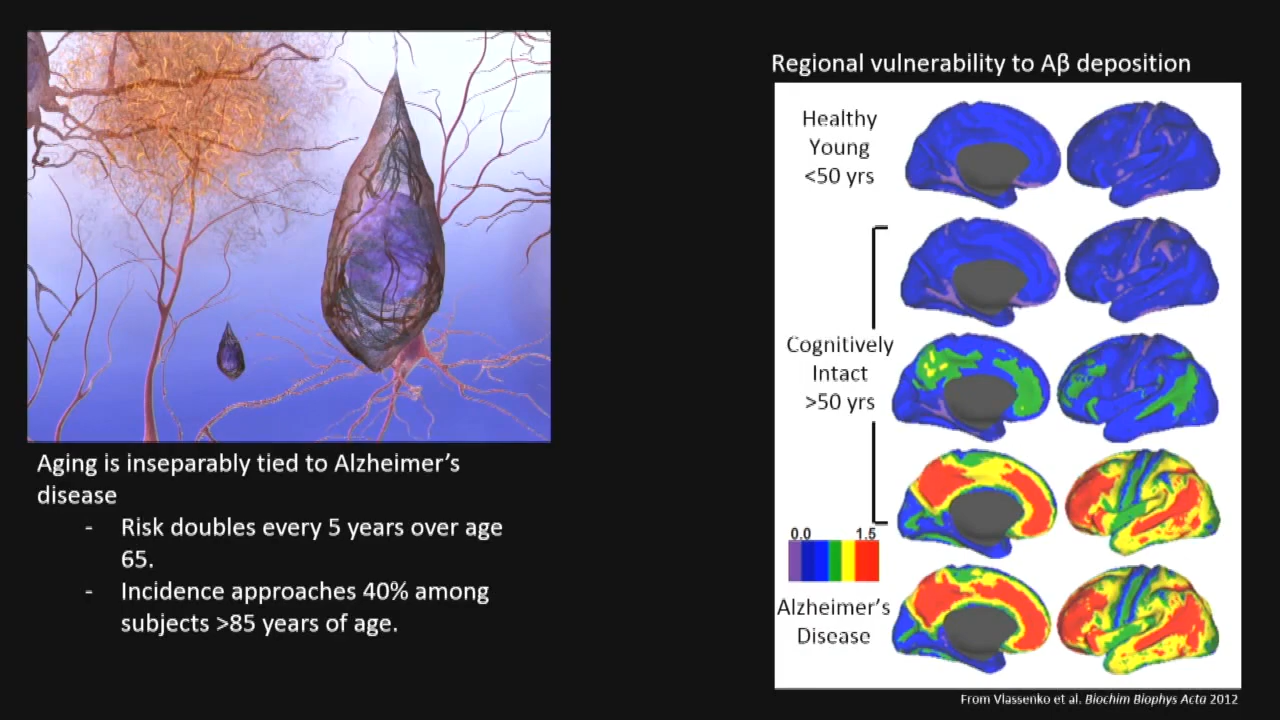 Aging is inseparably tied to Alzheimer's
disease
- Risk doubles every 5 years over age
65.
- Incidence approaches 40% among
subjects >85 years of age.
Regional vulnerability to Aβ deposition
Healthy
Young
<50 yrs
Cognitively
Intact
>50 yrs
0.0 1.5
Alzheimer's
Disease
From Vlassenko et al. Biochim Biophys Acta 2012